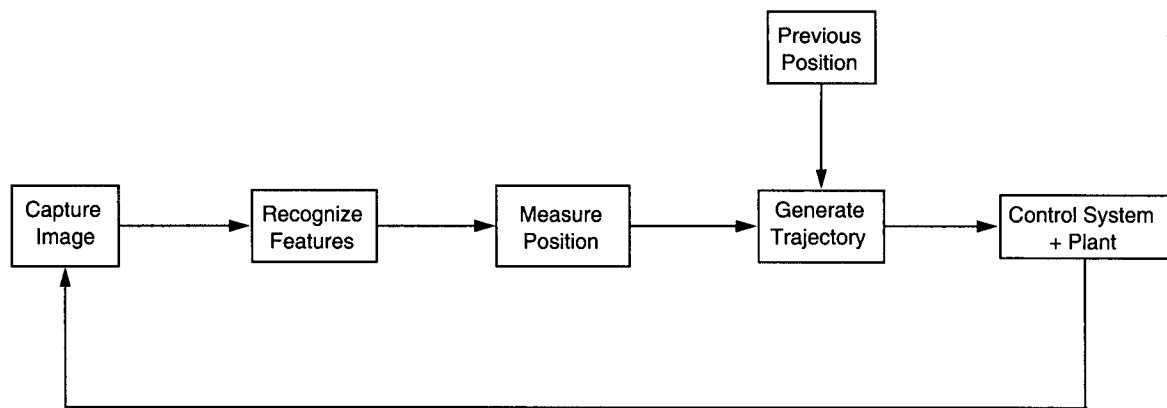 Previous
Position
Capture
Image
Recognize
Features
Measure
Position
Generate
Trajectory
Control System
+ Plant